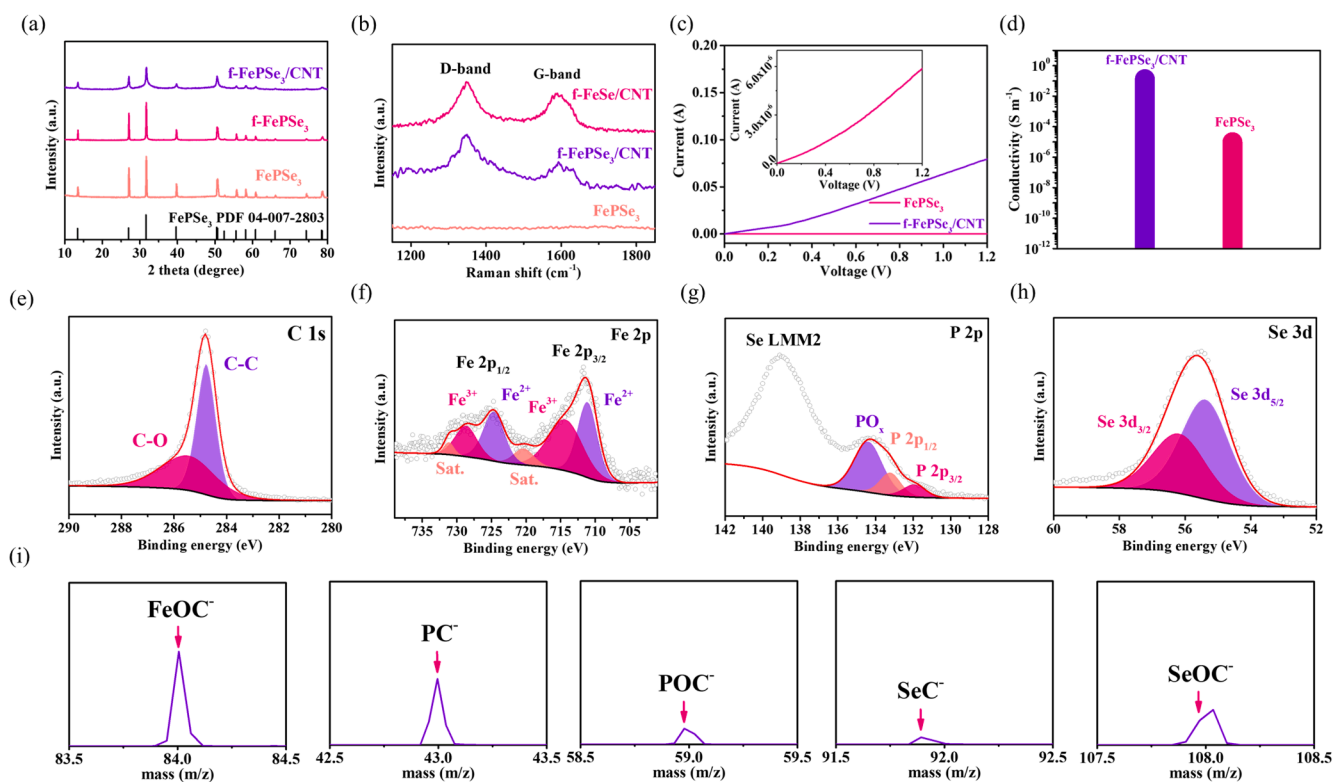 (a)
Intensity (a.u.)
f-FePSe₃/CNT
f-FePSe₃
FePSe₃
FePSe₃ PDF 04-007-2803
10 20 30 40 50 60 70 80
2 theta (degree)
(b)
Intensity (a.u.)
D-band G-band
f-FeSe/CNT
f-FePSe₃/CNT
FePSe₃
1200 1400 1600 1800
Raman shift (cm⁻¹)
(c)
Current (A)
0.20
0.15
0.10
0.05
0.00
Current (A)
6.0x10⁻⁶
3.0x10⁻⁶
0.0
0.0 0.4 0.8 1.2
Voltage (V)
FePSe₃
f-FePSe₃/CNT
0.0 0.2 0.4 0.6 0.8 1.0 1.2
Voltage (V)
(d)
Conductivity (S m⁻¹)
10⁰
10⁻²
10⁻⁴
10⁻⁶
10⁻⁸
10⁻¹⁰
10⁻¹²
f-FePSe₃/CNT
FePSe₃
(e)
Intensity (a.u.)
C 1s
C-C
C-O
290 288 286 284 282 280
Binding energy (eV)
(f)
Intensity (a.u.)
Fe 2p
Fe 2p₁/₂
Fe 2p₃/₂
Fe³⁺ Fe²⁺ Fe³⁺ Fe²⁺
Sat. Sat.
735 730 725 720 715 710 705
Binding energy (eV)
(g)
Intensity (a.u.)
Se LMM2
P 2p
POₓ
P 2p₁/₂
P 2p₃/₂
142 140 138 136 134 132 130 128
Binding energy (eV)
(h)
Intensity (a.u.)
Se 3d
Se 3d₅/₂
Se 3d₃/₂
60 58 56 54 52
Binding energy (eV)
(i)
FeOC⁻
83.5 84.0 84.5
mass (m/z)
PC⁻
42.5 43.0 43.5
mass (m/z)
POC⁻
58.5 59.0 59.5
mass (m/z)
SeC⁻
91.5 92.0 92.5
mass (m/z)
SeOC⁻
107.5 108.0 108.5
mass (m/z)